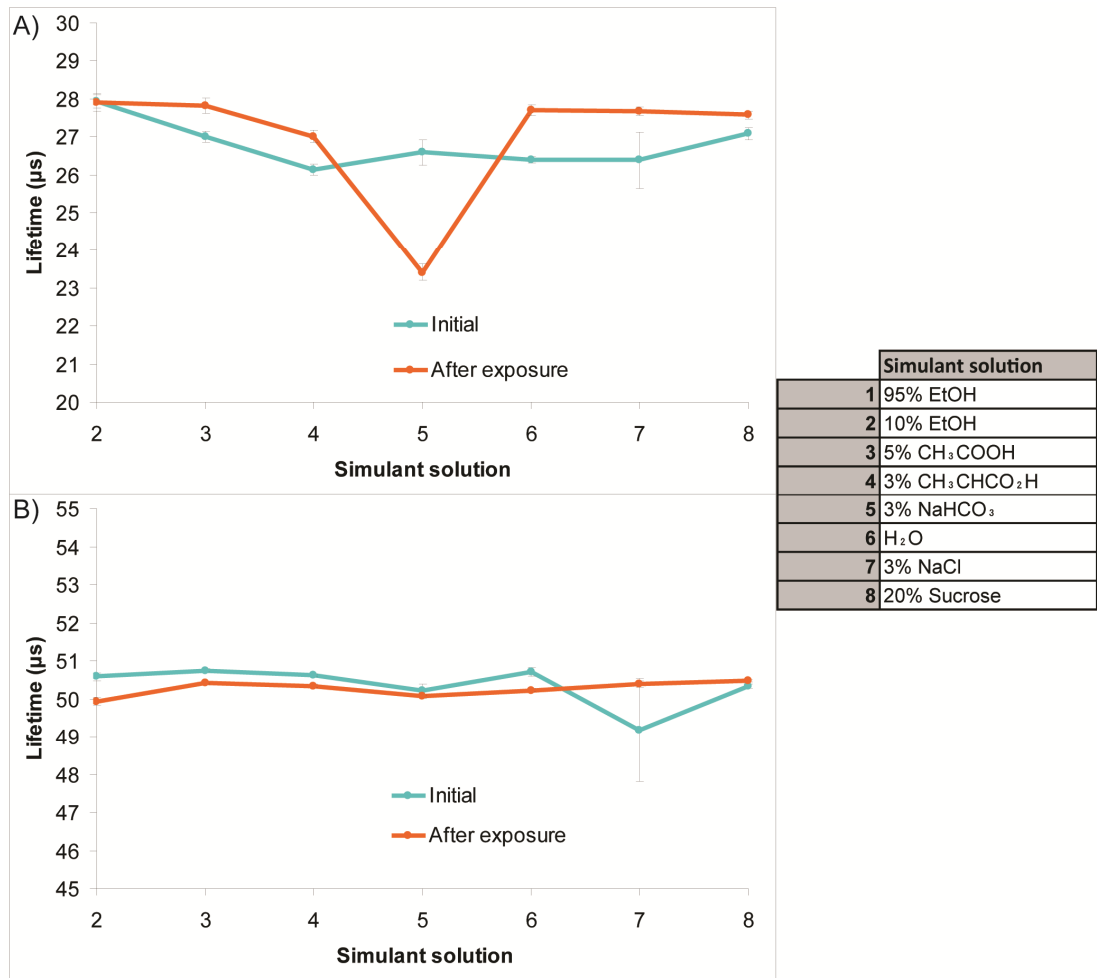 A)
30
29
28
27
26
25
24
23
22
21
20
Lifetime (µs)
Initial
After exposure
2 3 4 5 6 7 8
Simulant solution
B)
55
54
53
52
51
50
49
48
47
46
45
Lifetime (µs)
Initial
After exposure
2 3 4 5 6 7 8
Simulant solution
Simulant solution
1 95% EtOH
2 10% EtOH
3 5% CH₃COOH
4 3% CH₃CHCO₂H
5 3% NaHCO₃
6 H₂O
7 3% NaCl
8 20% Sucrose